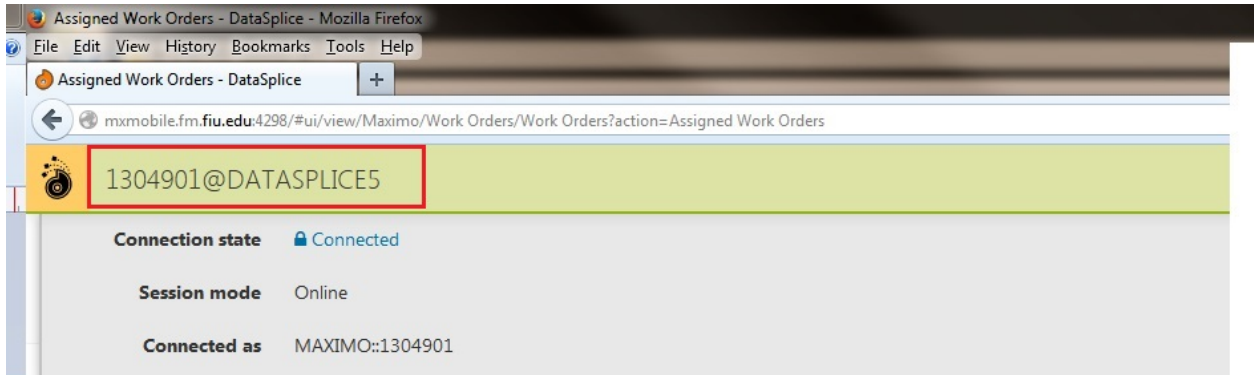 Assigned Work Orders - DataSplice - Mozilla Firefox
File Edit View History Bookmarks Tools Help
Assigned Work Orders - DataSplice +
mxmobile.fm.fiu.edu:4298/#ui/view/Maximo/Work Orders/Work Orders?action=Assigned Work Orders
1304901@DATASPLICE5
Connection state Connected
Session mode Online
Connected as MAXIMO::1304901